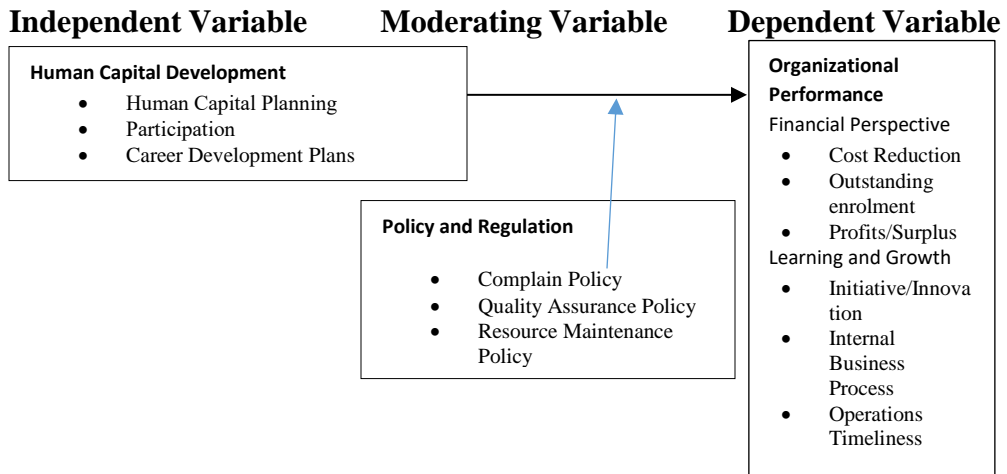 Independent Variable Moderating Variable Dependent Variable
Human Capital Development
• Human Capital Planning
• Participation
• Career Development Plans
Policy and Regulation
• Complain Policy
• Quality Assurance Policy
• Resource Maintenance
Policy
Organizational
Performance
Financial Perspective
• Cost Reduction
• Outstanding
enrolment
• Profits/Surplus
Learning and Growth
• Initiative/Innova
tion
• Internal
Business
Process
• Operations
Timeliness